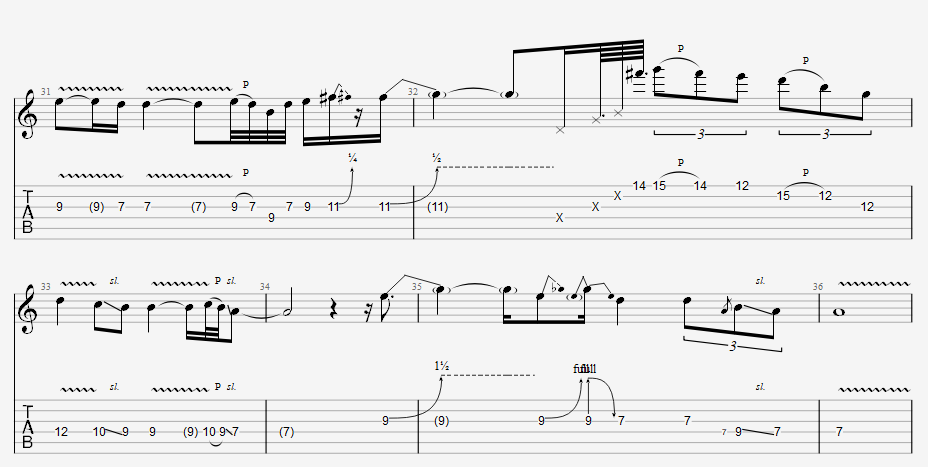 31 P 32 P P
3 3
¼ ½
P P
14 15 14 12
X 15 12
9 (9) 7 7 (7) 9 7 7 9 11 11 (11) X 12
9 X
33 sl. P sl. 34 35 sl. 36
3
1½ full full
sl. P sl. sl.
9 (9) 9 9 7 7
12 10 9 9 (9) 10 9 7 (7) 7 9 7 7